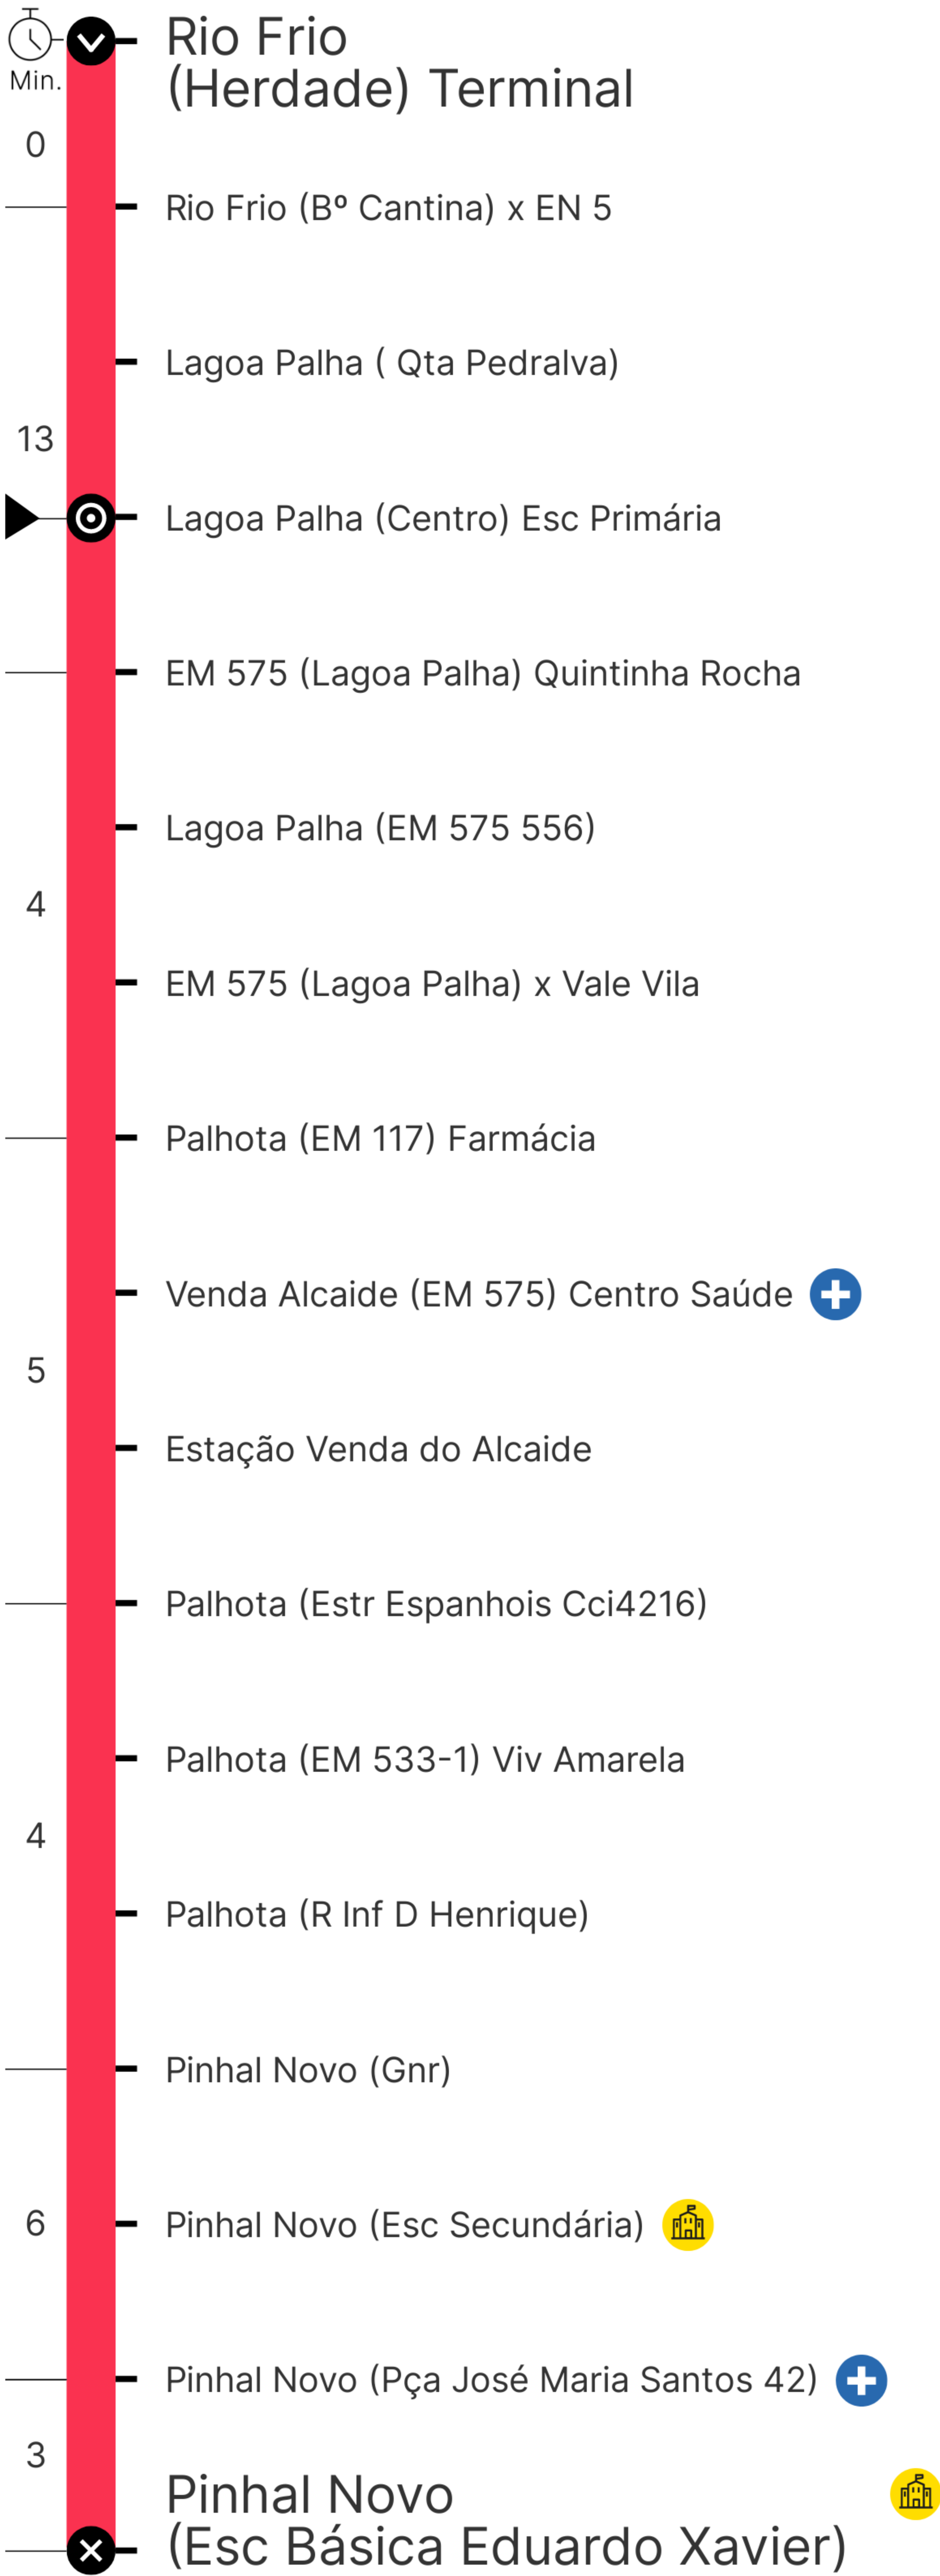 Rio Frio
(Herdade) Terminal
Min.
0
Rio Frio (Bº Cantina) x EN 5
Lagoa Palha ( Qta Pedralva)
13
Lagoa Palha (Centro) Esc Primária
EM 575 (Lagoa Palha) Quintinha Rocha
Lagoa Palha (EM 575 556)
4
EM 575 (Lagoa Palha) x Vale Vila
Palhota (EM 117) Farmácia
Venda Alcaide (EM 575) Centro Saúde
5
Estação Venda do Alcaide
Palhota (Estr Espanhois Cci4216)
Palhota (EM 533-1) Viv Amarela
4
Palhota (R Inf D Henrique)
Pinhal Novo (Gnr)
6
Pinhal Novo (Esc Secundária)
Pinhal Novo (Pça José Maria Santos 42)
3
Pinhal Novo
(Esc Básica Eduardo Xavier)